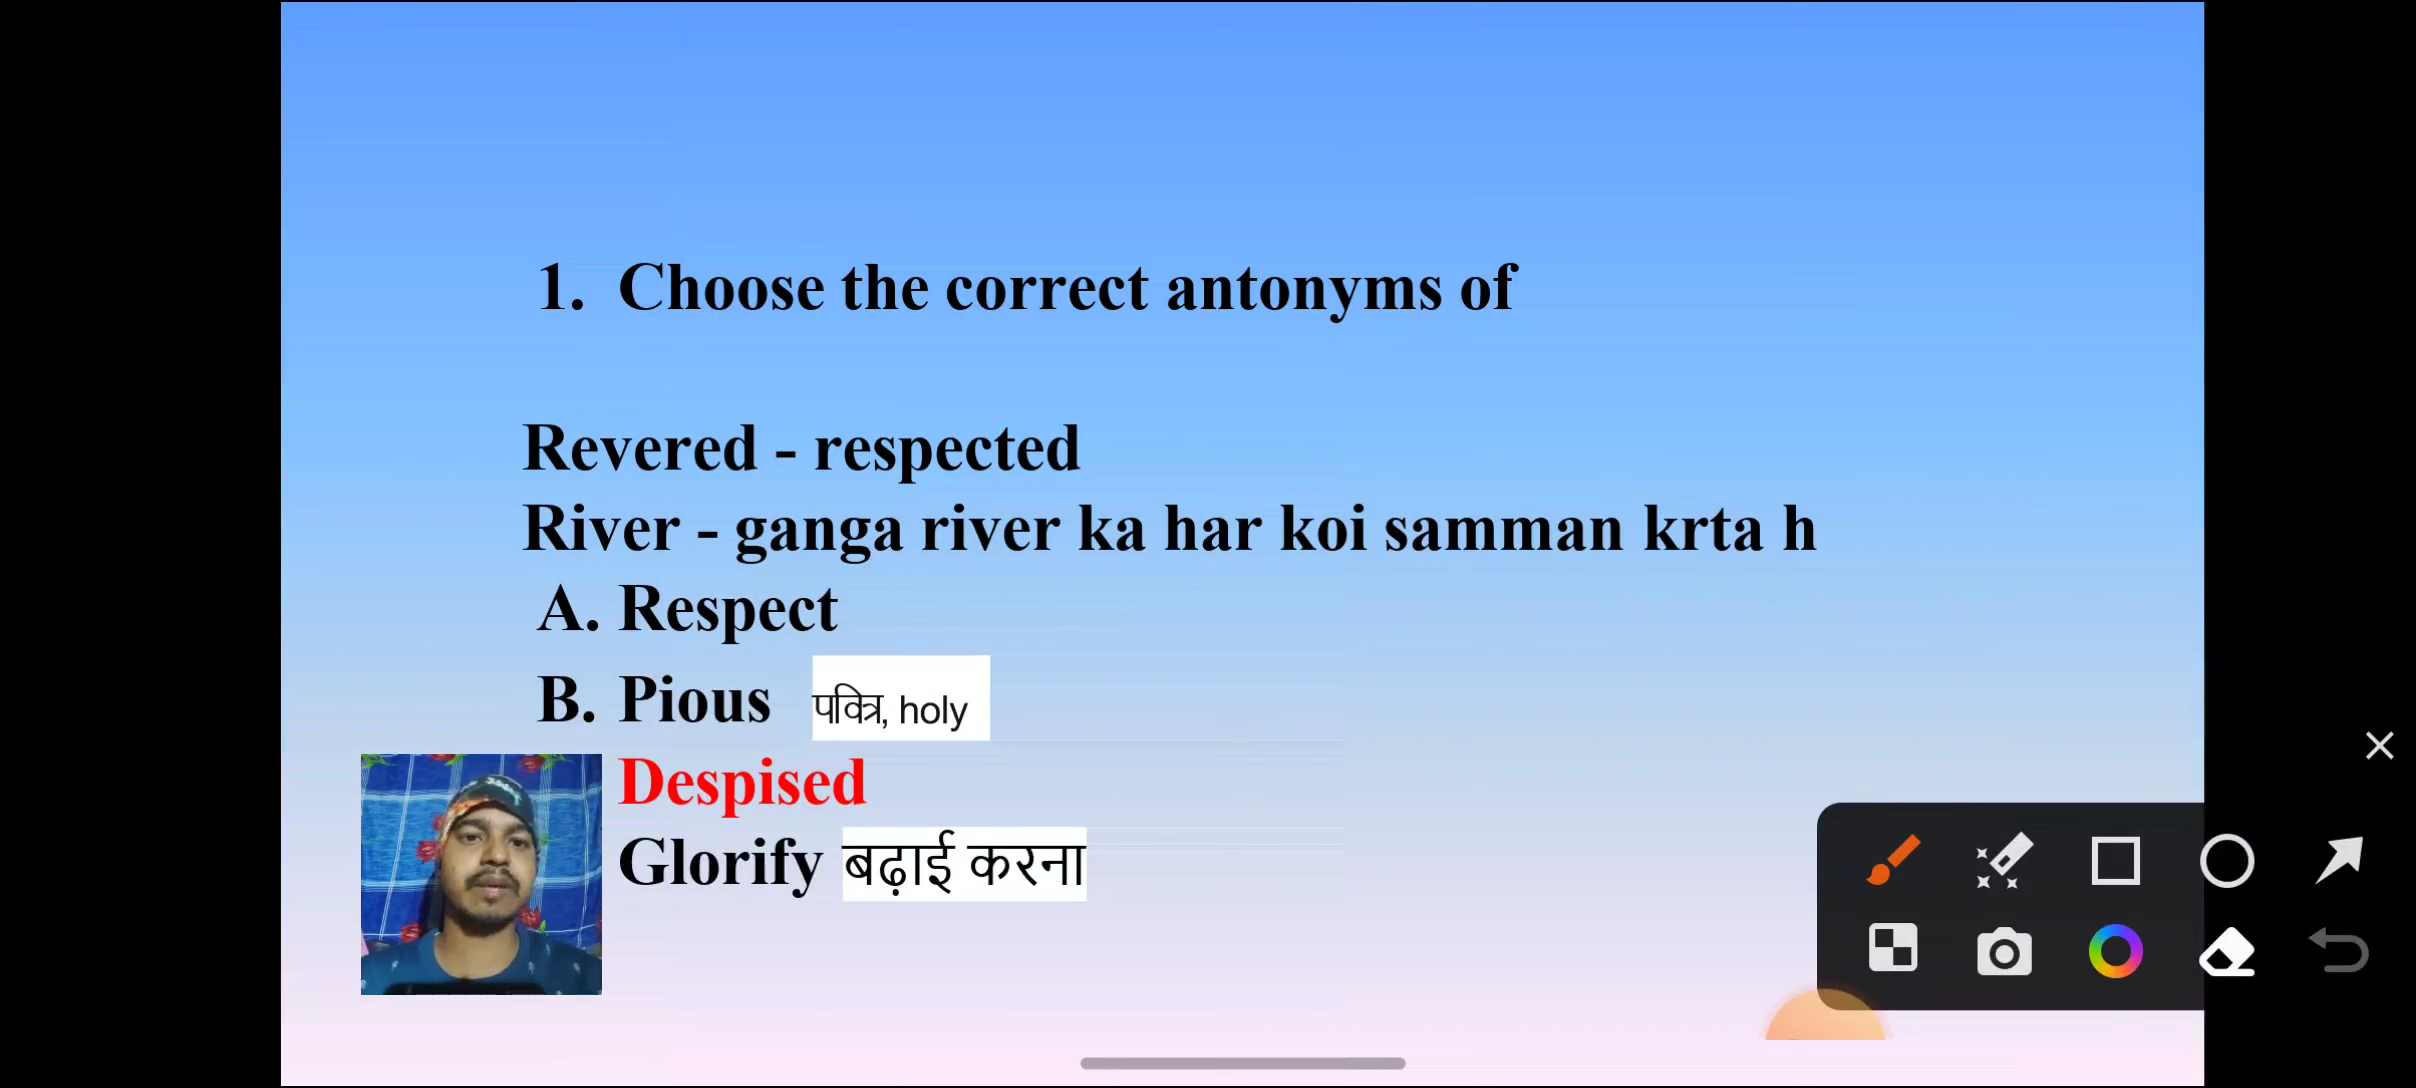 1. Choose the correct antonyms of
Revered - respected
River - ganga river ka har koi samman krta h
A. Respect
B. Pious पवित्र, holy
Despised
Glorify बढ़ाई करना